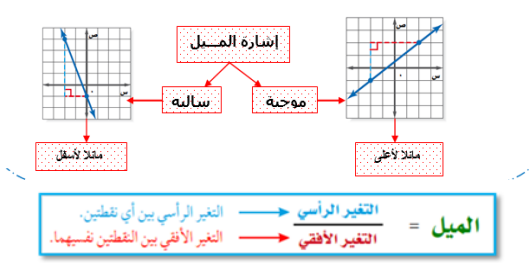 إشارة الميل
موجبة
سالبه
ص
س
ص
س
مائلا لأعلى
مائلا لأسفل
الميل = التغير الرأسي
التغير الأفقي
التغير الرأسي بين أي نقطتين.
التغير الأفقي بين النقطتين نفسيهما.